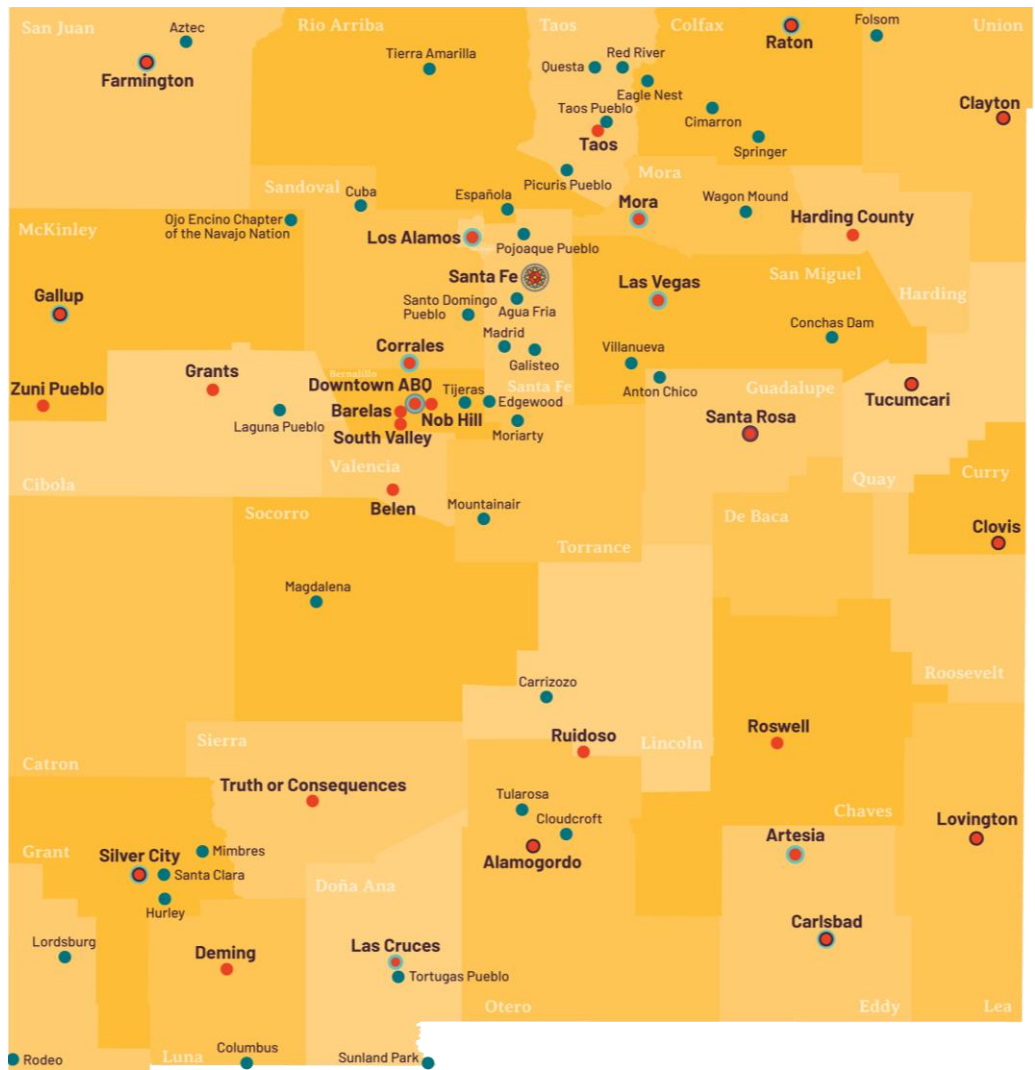 San Juan
Aztec
Farmington
Rio Arriba
Tierra Amarilla
Taos
Questa
Red River
Eagle Nest
Taos Pueblo
Taos
Picuris Pueblo
Colfax
Raton
Cimarron
Springer
Folsom
Union
Clayton
Sandoval
Cuba
Ojo Encino Chapter
of the Navajo Nation
Española
Los Alamos
Pojoaque Pueblo
Mora
Mora
Wagon Mound
Harding County
Harding
McKinley
Gallup
Zuni Pueblo
Santa Fe
Agua Fria
Santo Domingo
Pueblo
Madrid
Galisteo
Santa Fe
Las Vegas
San Miguel
Conchas Dam
Villanueva
Anton Chico
Corrales
Bernalillo
Downtown ABQ
Tijeras
Edgewood
Barelas
Nob Hill
South Valley
Moriarty
Grants
Laguna Pueblo
Cibola
Valencia
Belen
Guadalupe
Santa Rosa
Tucumcari
Quay
Curry
Clovis
Socorro
Mountainair
Torrance
De Baca
Magdalena
Roosevelt
Carrizozo
Ruidoso
Lincoln
Roswell
Chaves
Catron
Sierra
Truth or Consequences
Tularosa
Cloudcroft
Alamogordo
Artesia
Lovington
Grant
Silver City
Mimbres
Santa Clara
Hurley
Doña Ana
Las Cruces
Tortugas Pueblo
Carlsbad
Lordsburg
Deming
Otero
Eddy
Lea
Rodeo
Luna
Columbus
Sunland Park